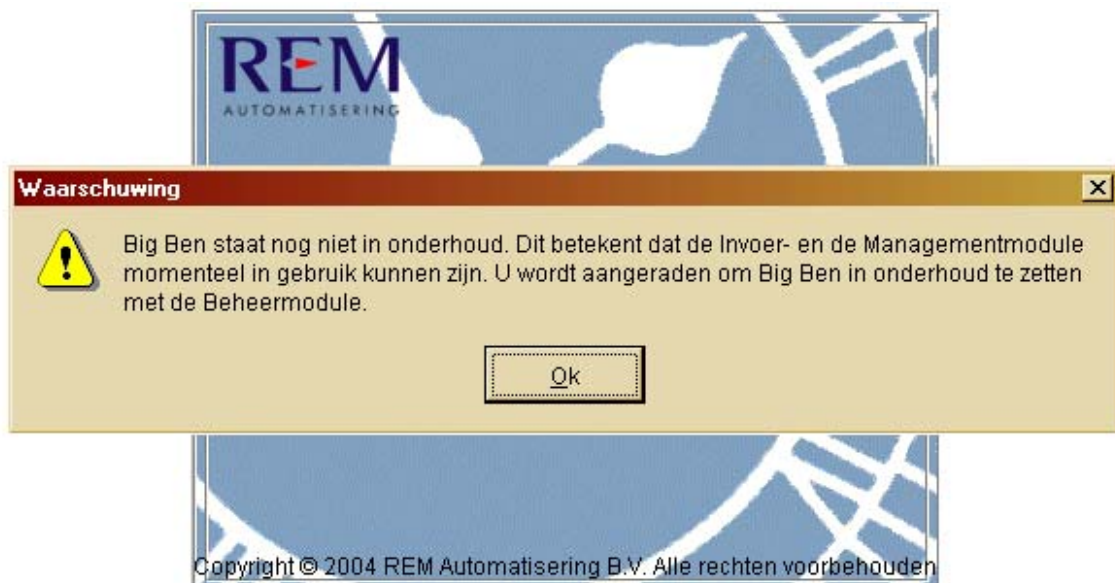 REM
AUTOMATISERING
Waarschuwing
Big Ben staat nog niet in onderhoud. Dit betekent dat de Invoer- en de Managementmodule
momenteel in gebruik kunnen zijn. U wordt aangeraden om Big Ben in onderhoud te zetten
met de Beheermodule.
Ok
Copyright © 2004 REM Automatisering B.V. Alle rechten voorbehouden